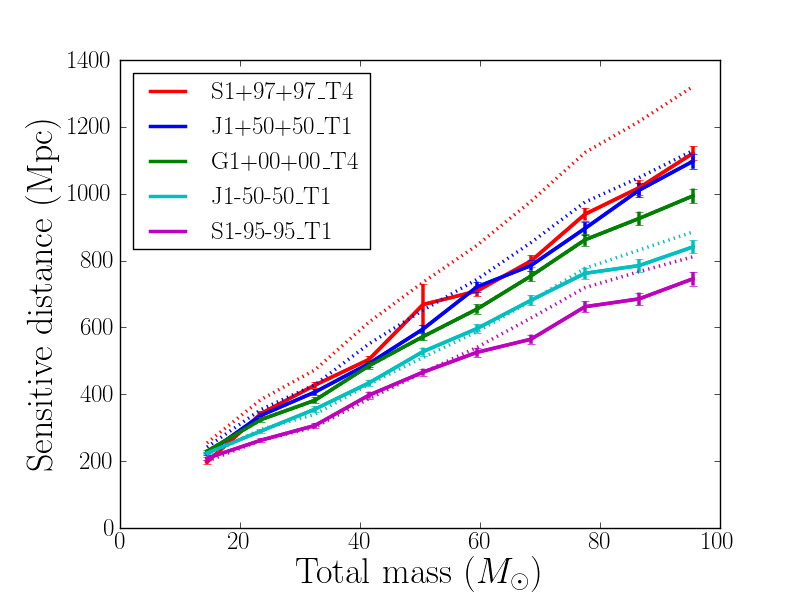 1400
1200
1000
800
600
400
200
0
0
20
40
60
80
100
Sensitive distance (Mpc)
Total mass (M⊙)
S1+97+97_T4
J1+50+50_T1
G1+00+00_T4
J1-50-50_T1
S1-95-95_T1